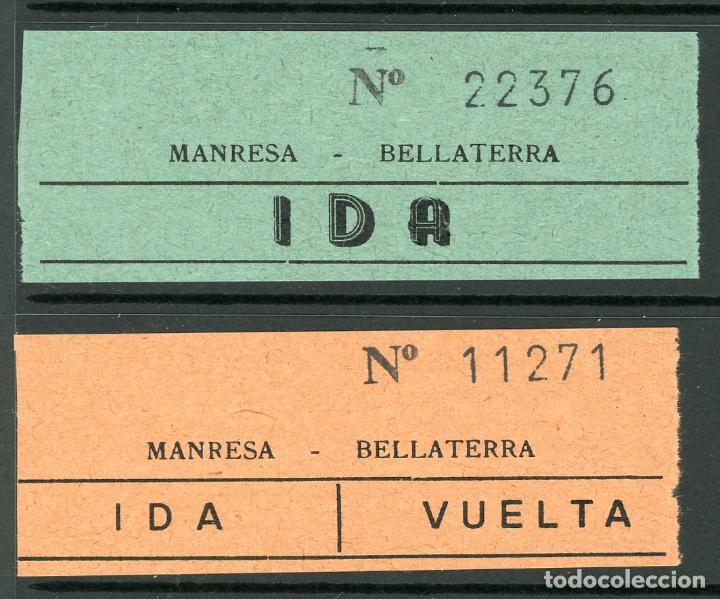 Nº 22376
MANRESA - BELLATERRA
IDA
Nº 11271
MANRESA - BELLATERRA
IDA VUELTA
todocoleccion